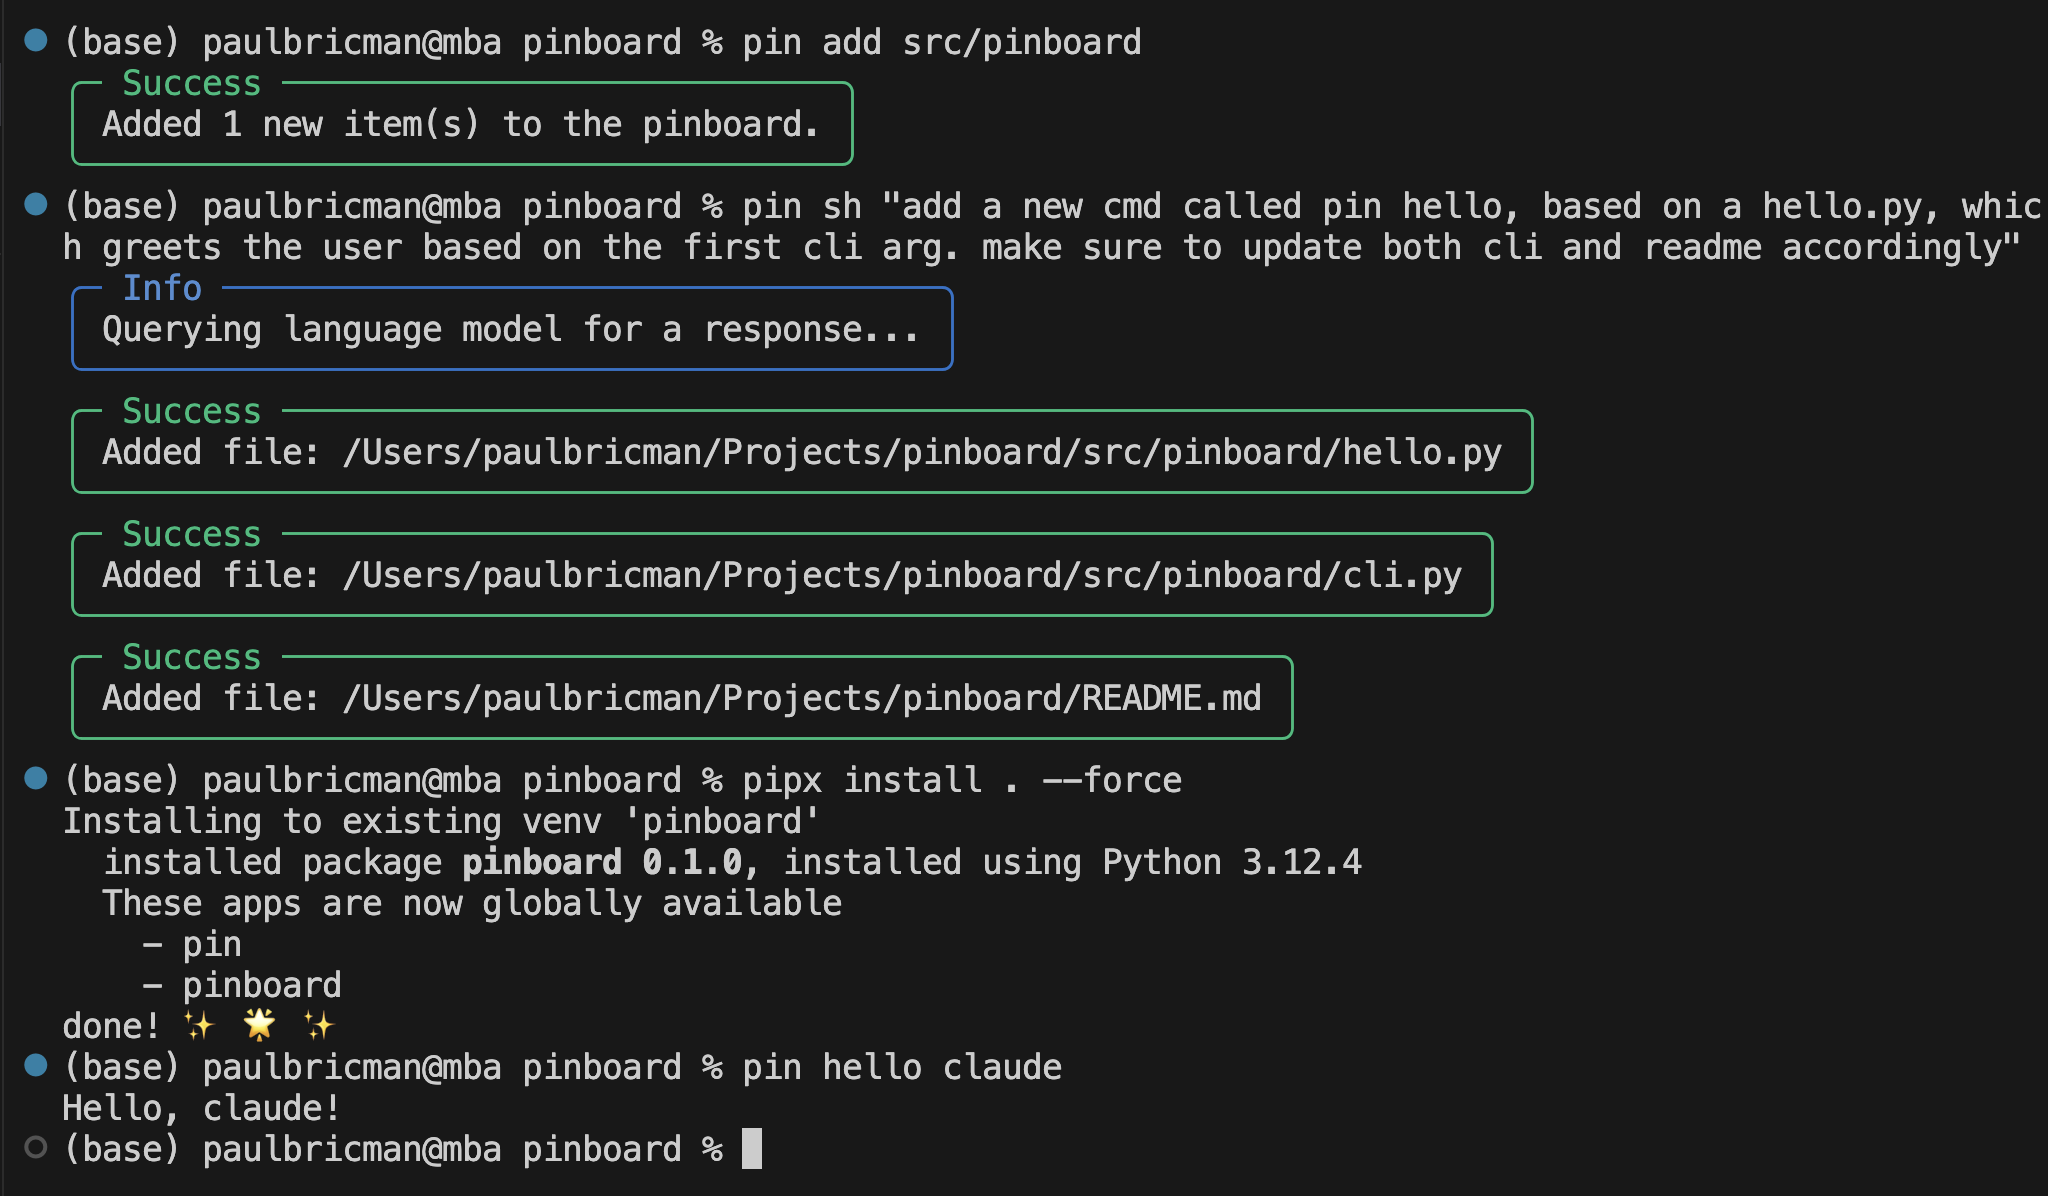 (base) paulbricman@mba pinboard % pin add src/pinboard
Success
Added 1 new item(s) to the pinboard.
(base) paulbricman@mba pinboard % pin sh "add a new cmd called pin hello, based on a hello.py, whic
h greets the user based on the first cli arg. make sure to update both cli and readme accordingly"
Info
Querying language model for a response...
Success
Added file: /Users/paulbricman/Projects/pinboard/src/pinboard/hello.py
Success
Added file: /Users/paulbricman/Projects/pinboard/src/pinboard/cli.py
Success
Added file: /Users/paulbricman/Projects/pinboard/README.md
(base) paulbricman@mba pinboard % pipx install . --force
Installing to existing venv 'pinboard'
installed package pinboard 0.1.0, installed using Python 3.12.4
These apps are now globally available
- pin
- pinboard
done! ✨ 🌟 ✨
(base) paulbricman@mba pinboard % pin hello claude
Hello, claude!
(base) paulbricman@mba pinboard %